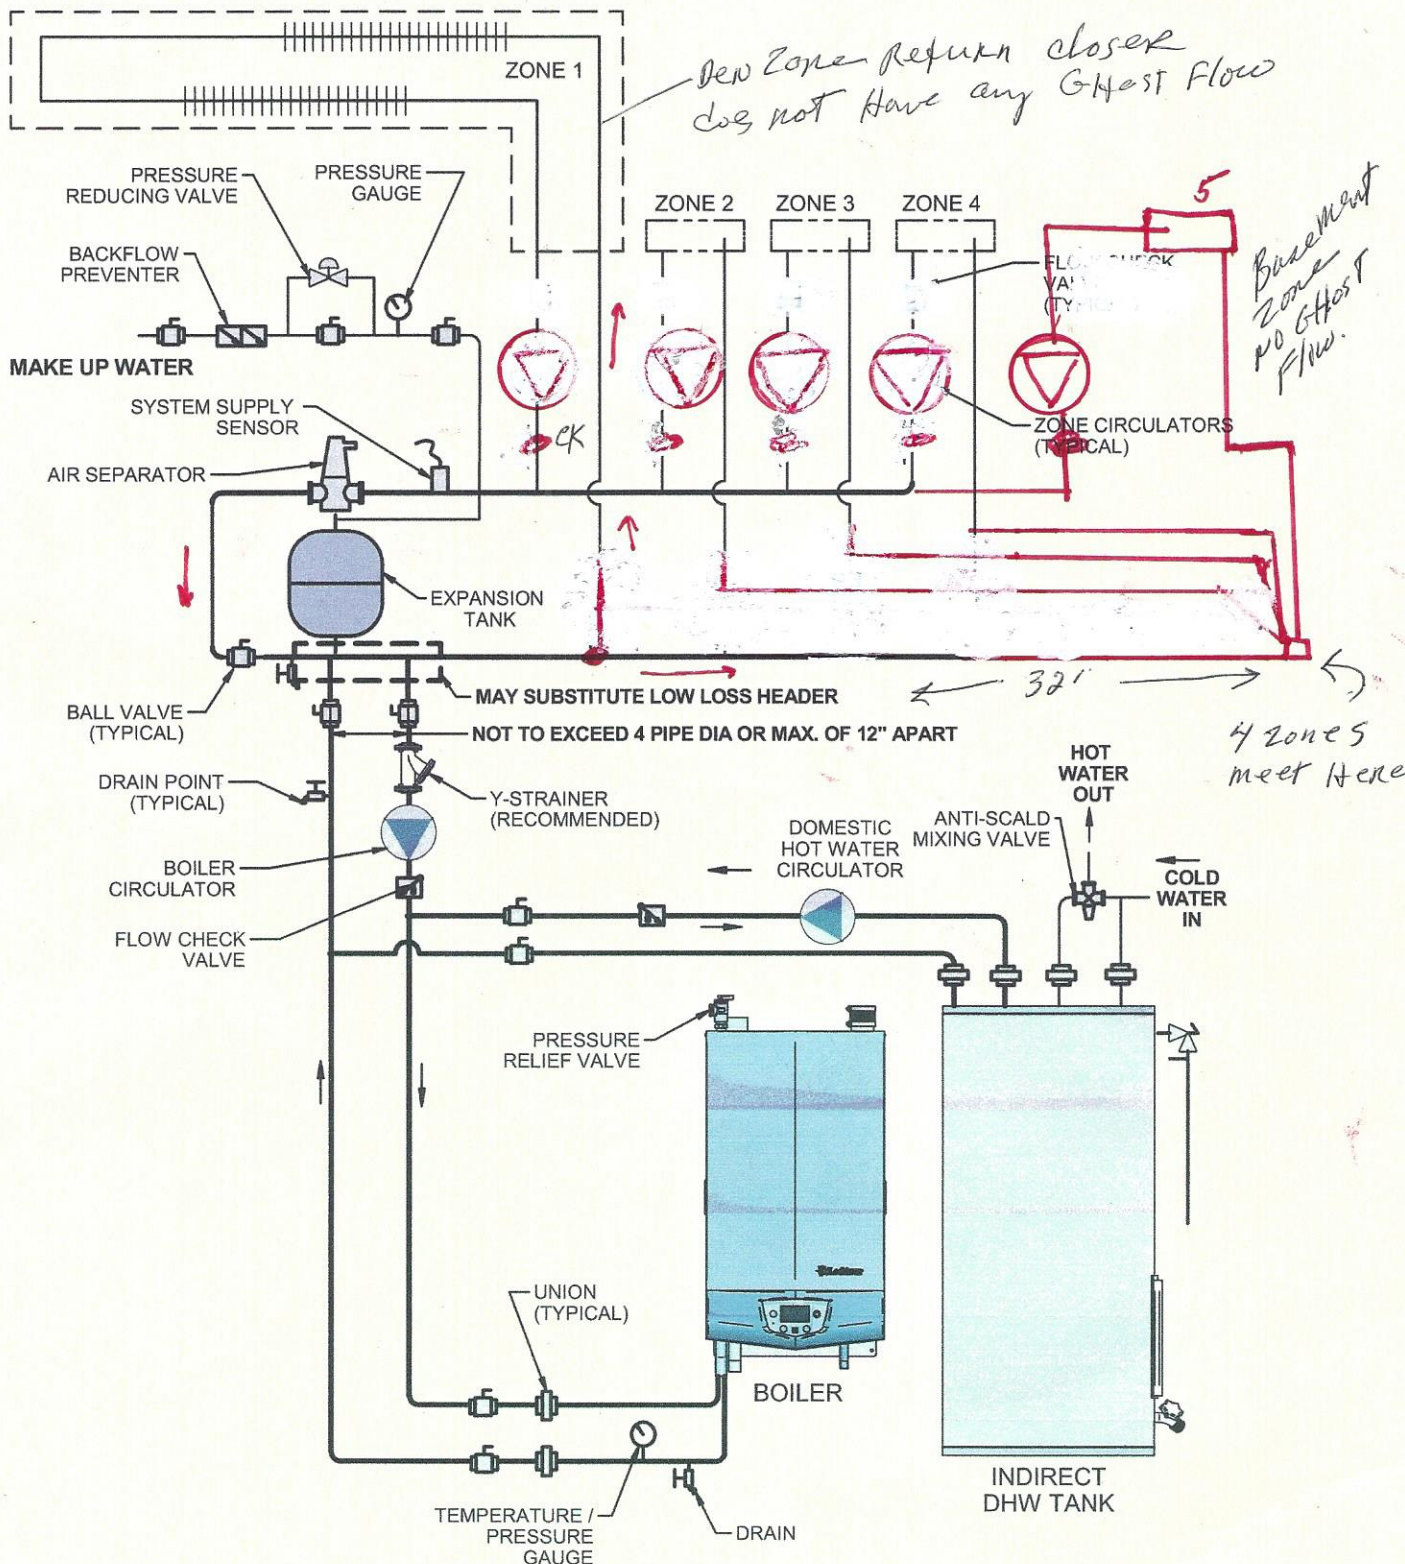 ZONE 1
Den Zone Return closer
does not Have any GHost Flow
PRESSURE
REDUCING VALVE
PRESSURE
GAUGE
ZONE 2
ZONE 3
ZONE 4
5
Basement
Zone
NO GHost
Flow.
BACKFLOW
PREVENTER
MAKE UP WATER
SYSTEM SUPPLY
SENSOR
CK
ZONE CIRCULATORS
(TYPICAL)
AIR SEPARATOR
EXPANSION
TANK
MAY SUBSTITUTE LOW LOSS HEADER
32'
BALL VALVE
(TYPICAL)
NOT TO EXCEED 4 PIPE DIA OR MAX. OF 12" APART
4 zones
meet Here
DRAIN POINT
(TYPICAL)
Y-STRAINER
(RECOMMENDED)
HOT
WATER
OUT
ANTI-SCALD
MIXING VALVE
DOMESTIC
HOT WATER
CIRCULATOR
BOILER
CIRCULATOR
COLD
WATER
IN
FLOW CHECK
VALVE
PRESSURE
RELIEF VALVE
UNION
(TYPICAL)
BOILER
INDIRECT
DHW TANK
TEMPERATURE /
PRESSURE
GAUGE
DRAIN